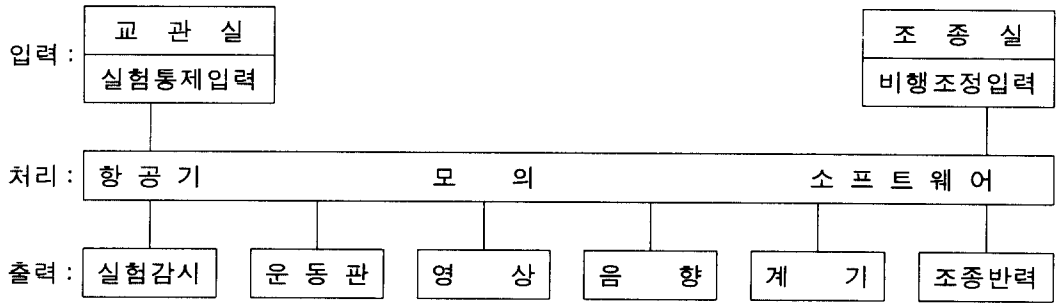 교 관 실
조 종 실
입력 :
실험통제입력
비행조정입력
처리 : 항 공 기 모 의 소 프 트 웨 어
출력 : 실험감시 운 동 판 영 상 음 향 계 기 조종반력